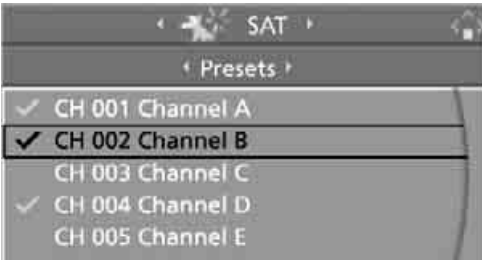 SAT
Presets
CH 001 Channel A
CH 002 Channel B
CH 003 Channel C
CH 004 Channel D
CH 005 Channel E